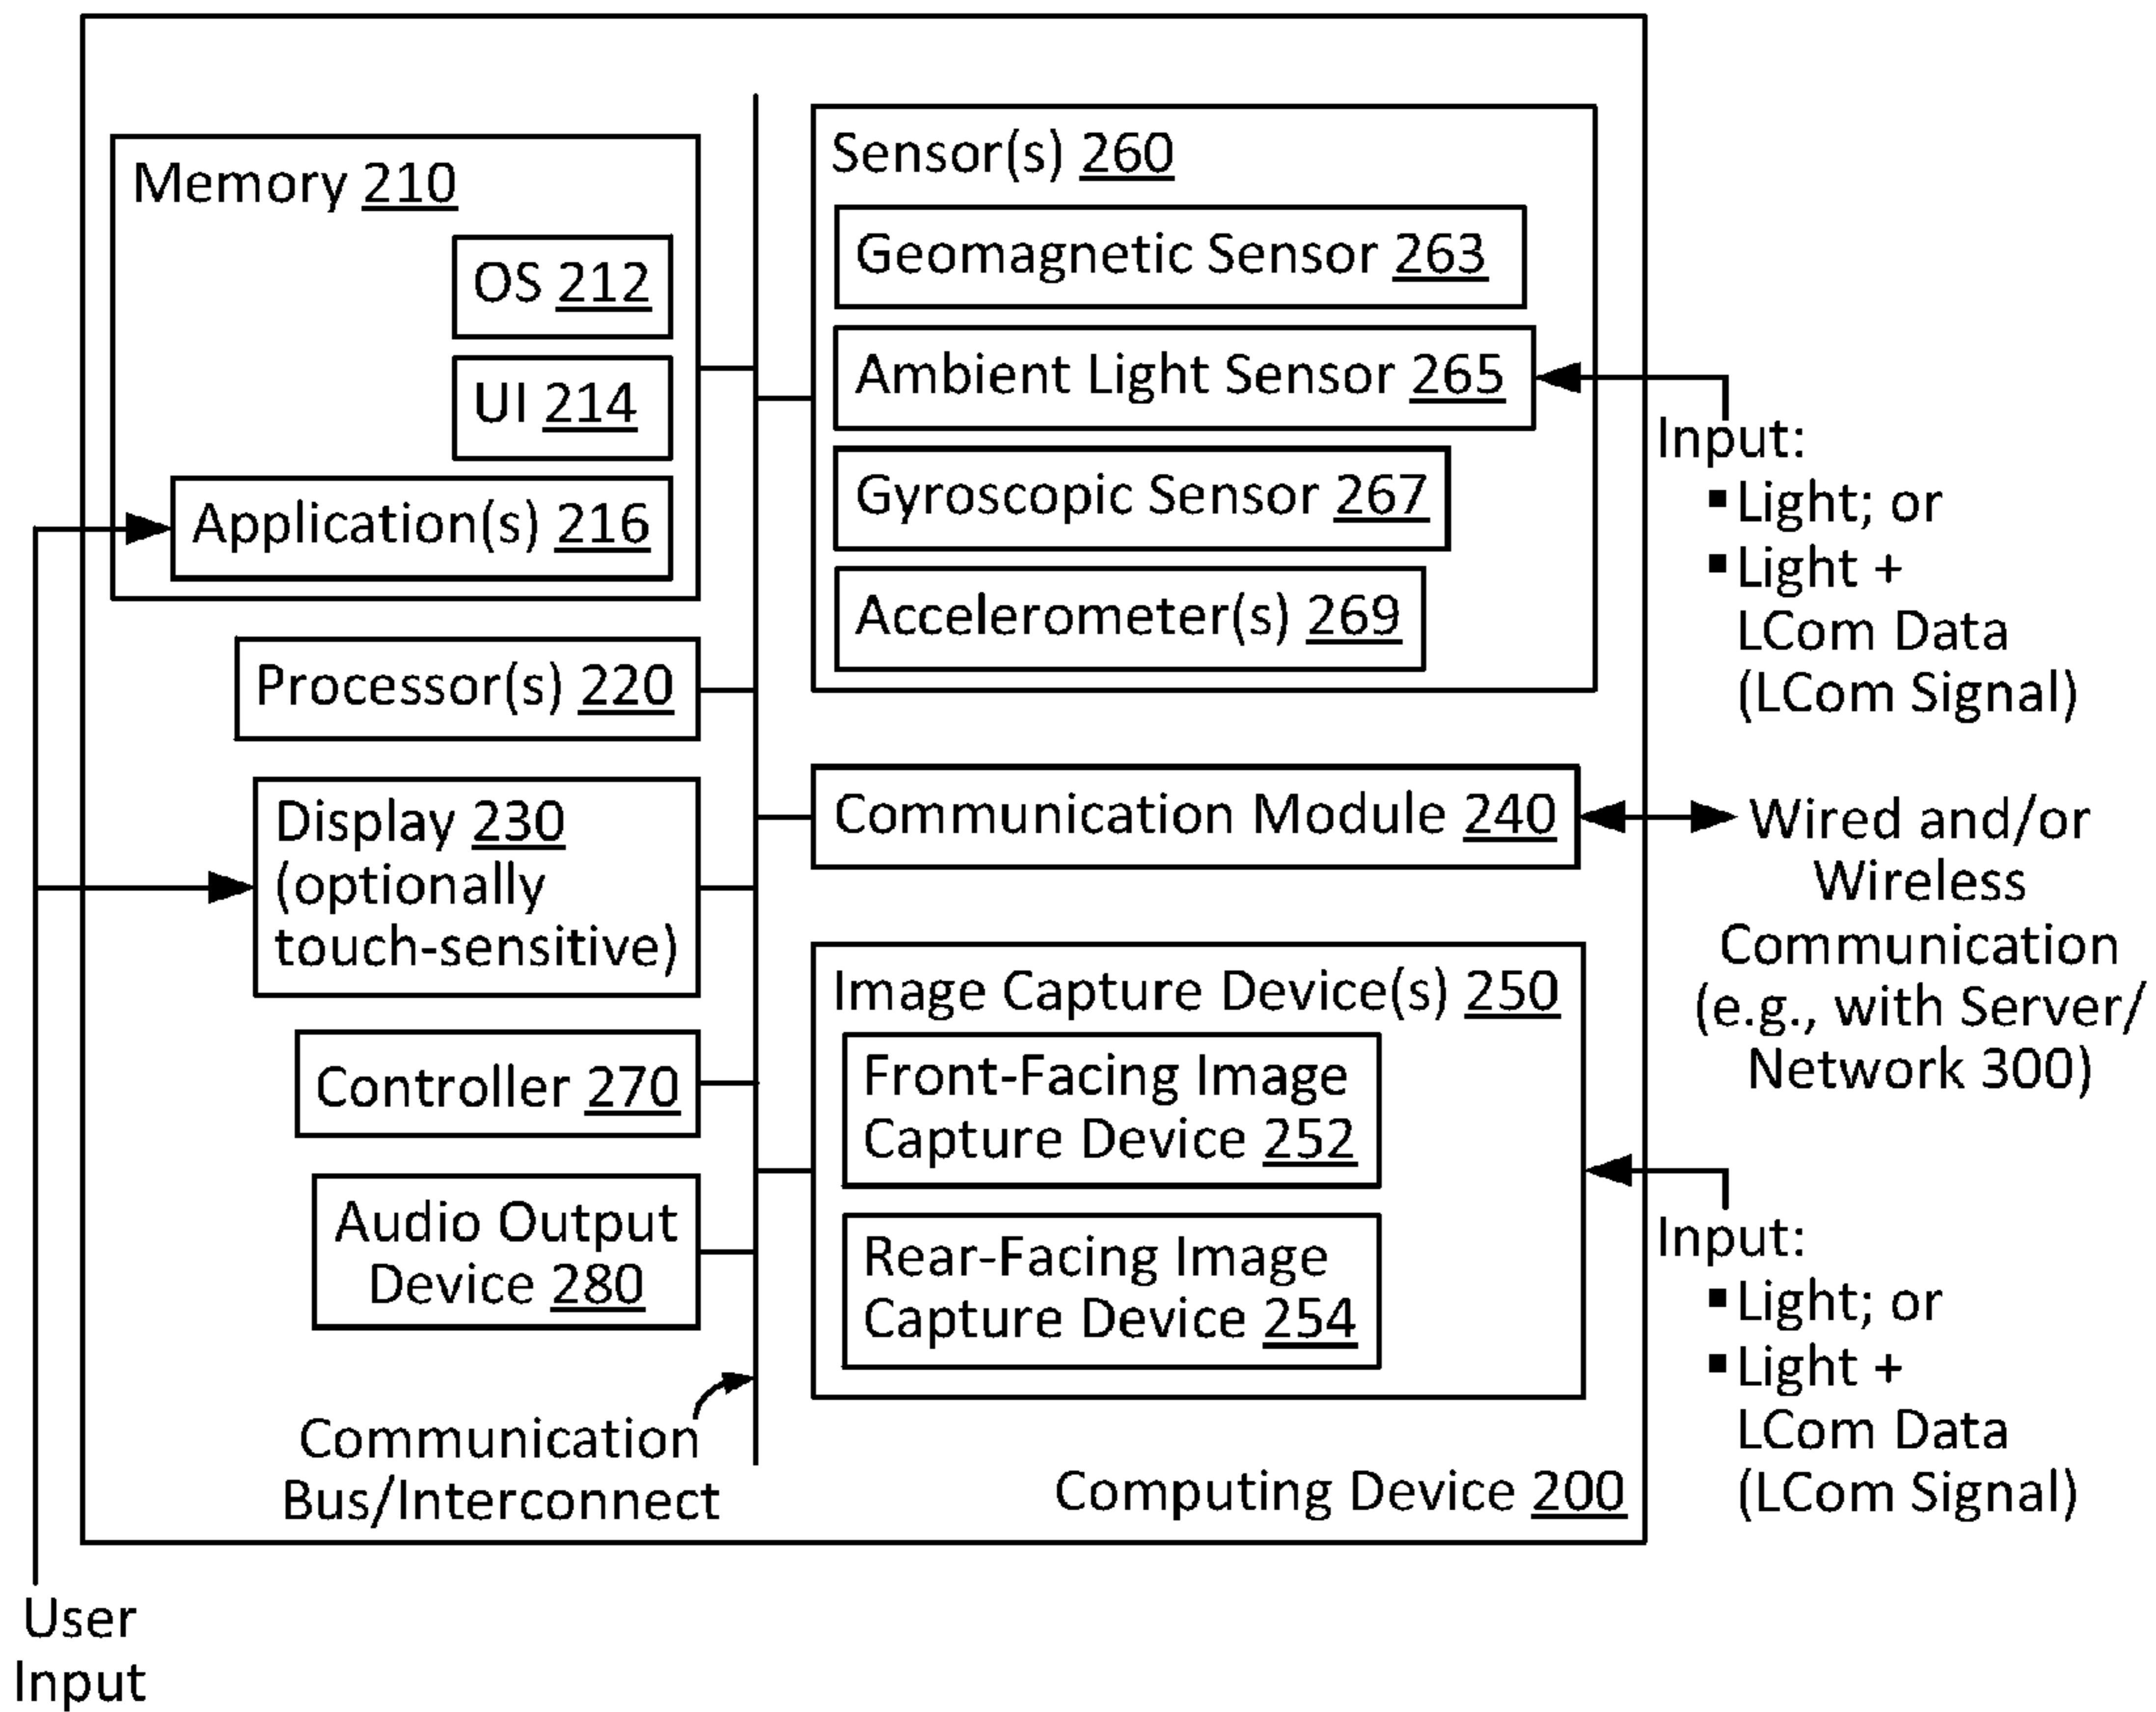 Memory 210
OS 212
UI 214
Application(s) 216
Processor(s) 220
Display 230
(optionally
touch-sensitive)
Controller 270
Audio Output
Device 280
Communication
Bus/Interconnect
Sensor(s) 260
Geomagnetic Sensor 263
Ambient Light Sensor 265
Gyroscopic Sensor 267
Accelerometer(s) 269
Communication Module 240
Image Capture Device(s) 250
Front-Facing Image
Capture Device 252
Rear-Facing Image
Capture Device 254
Computing Device 200
Input:
▪ Light; or
▪ Light +
LCom Data
(LCom Signal)
Wired and/or
Wireless
Communication
(e.g., with Server/
Network 300)
Input:
▪ Light; or
▪ Light +
LCom Data
(LCom Signal)
User
Input